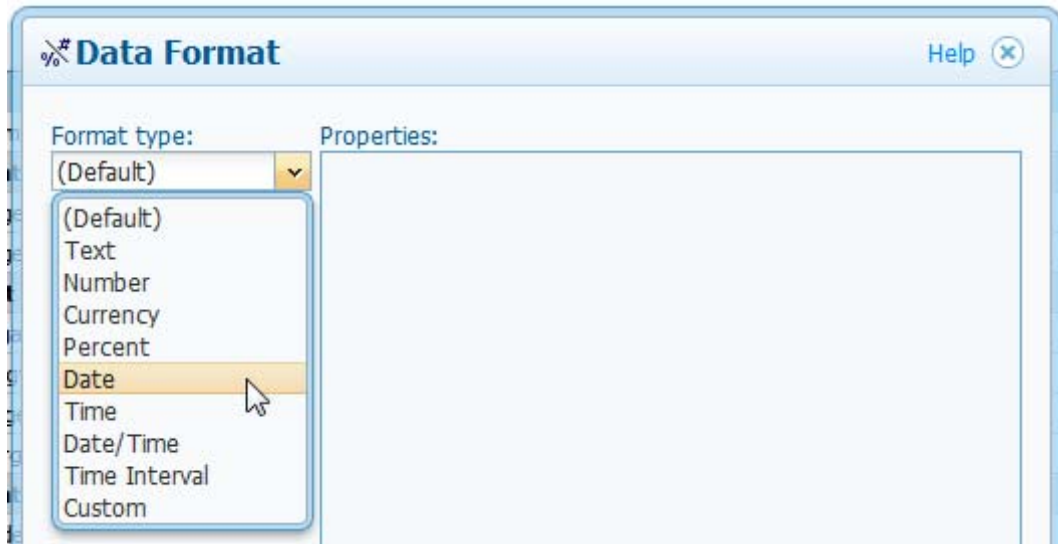 Data Format
Help
Format type:
Properties:
(Default)
(Default)
Text
Number
Currency
Percent
Date
Time
Date/Time
Time Interval
Custom